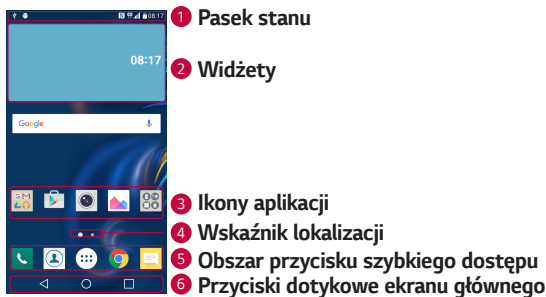 08:17
1 Pasek stanu
08:17
2 Widżety
Google
3 Ikony aplikacji
4 Wskaźnik lokalizacji
5 Obszar przycisku szybkiego dostępu
6 Przyciski dotykowe ekranu głównego